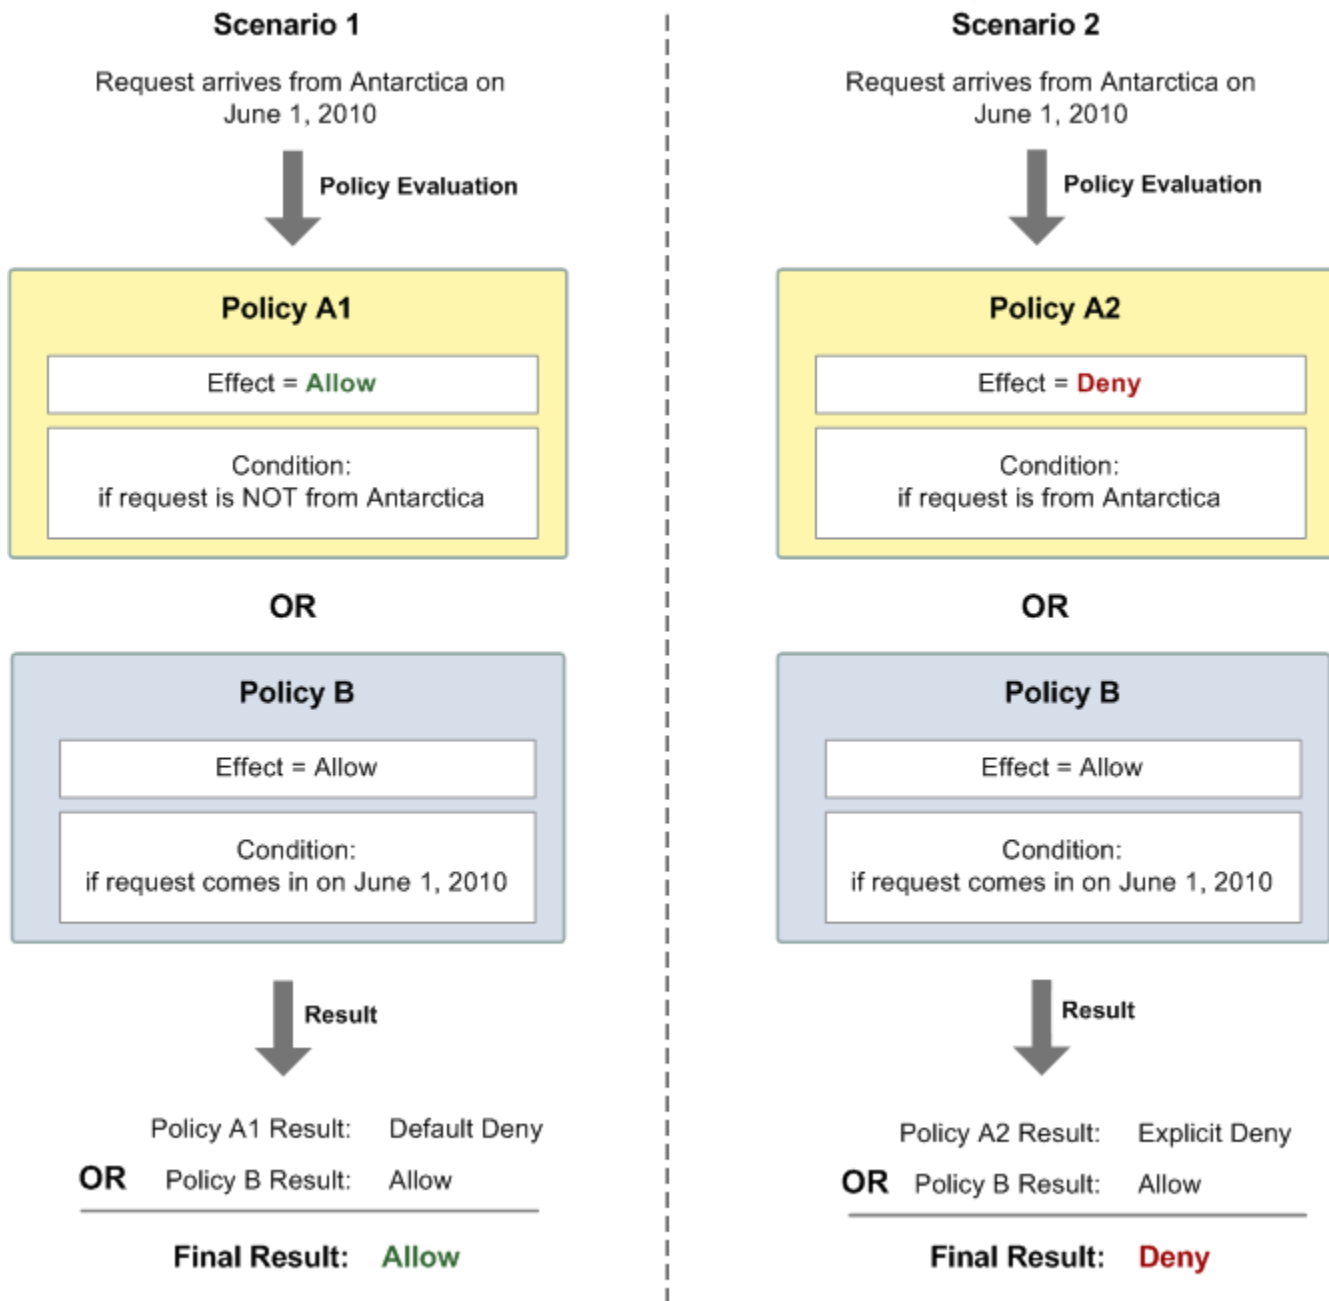 Scenario 1
Request arrives from Antarctica on
June 1, 2010
Policy Evaluation
Policy A1
Effect = Allow
Condition:
if request is NOT from Antarctica
OR
Policy B
Effect = Allow
Condition:
if request comes in on June 1, 2010
Result
Policy A1 Result: Default Deny
OR Policy B Result: Allow
Final Result: Allow
Scenario 2
Request arrives from Antarctica on
June 1, 2010
Policy Evaluation
Policy A2
Effect = Deny
Condition:
if request is from Antarctica
OR
Policy B
Effect = Allow
Condition:
if request comes in on June 1, 2010
Result
Policy A2 Result: Explicit Deny
OR Policy B Result: Allow
Final Result: Deny